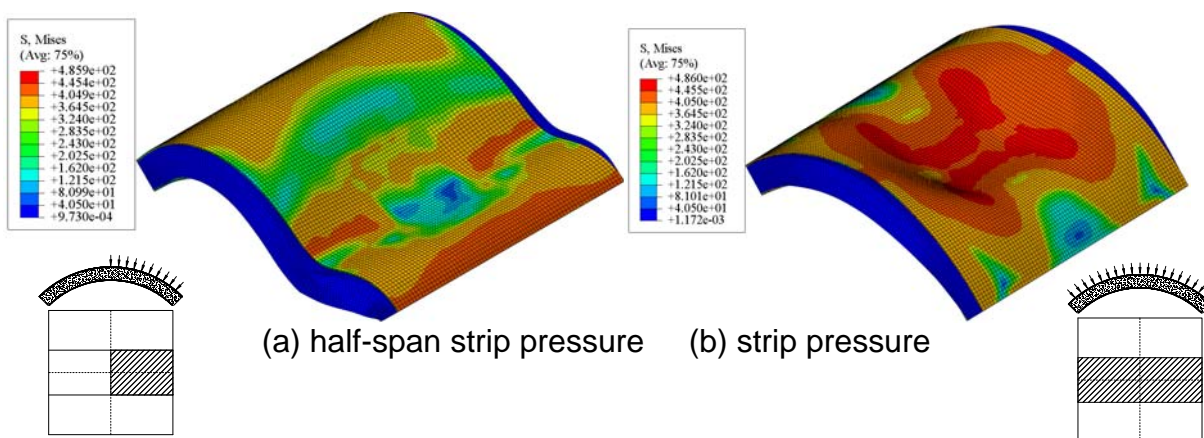 S, Mises
(Avg: 75%)
+4.859e+02
+4.454e+02
+4.049e+02
+3.645e+02
+3.240e+02
+2.835e+02
+2.430e+02
+2.025e+02
+1.620e+02
+1.215e+02
+8.099e+01
+4.050e+01
+9.730e-04
S, Mises
(Avg: 75%)
+4.860e+02
+4.455e+02
+4.050e+02
+3.645e+02
+3.240e+02
+2.835e+02
+2.430e+02
+2.025e+02
+1.620e+02
+1.215e+02
+8.101e+01
+4.050e+01
+1.172e-03
(a) half-span strip pressure
(b) strip pressure